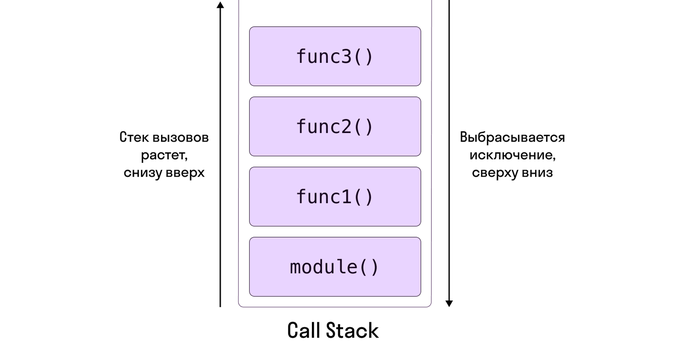 func3()
func2()
Стек вызовов
растет,
снизу вверх
Выбрасывается
исключение,
сверху вниз
func1()
module()
Call Stack